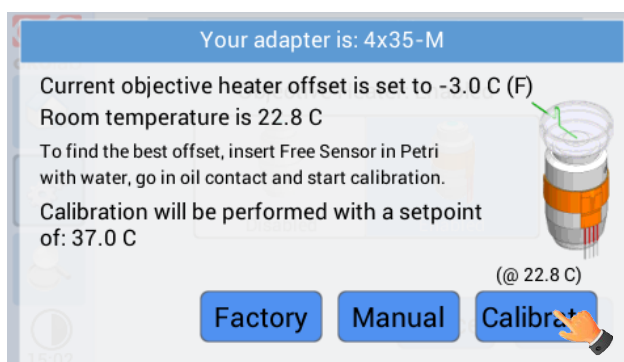 Your adapter is: 4x35-M
Current objective heater offset is set to -3.0 C (F)
Room temperature is 22.8 C
To find the best offset, insert Free Sensor in Petri
with water, go in oil contact and start calibration.
Calibration will be performed with a setpoint
of: 37.0 C
(@ 22.8 C)
Factory Manual